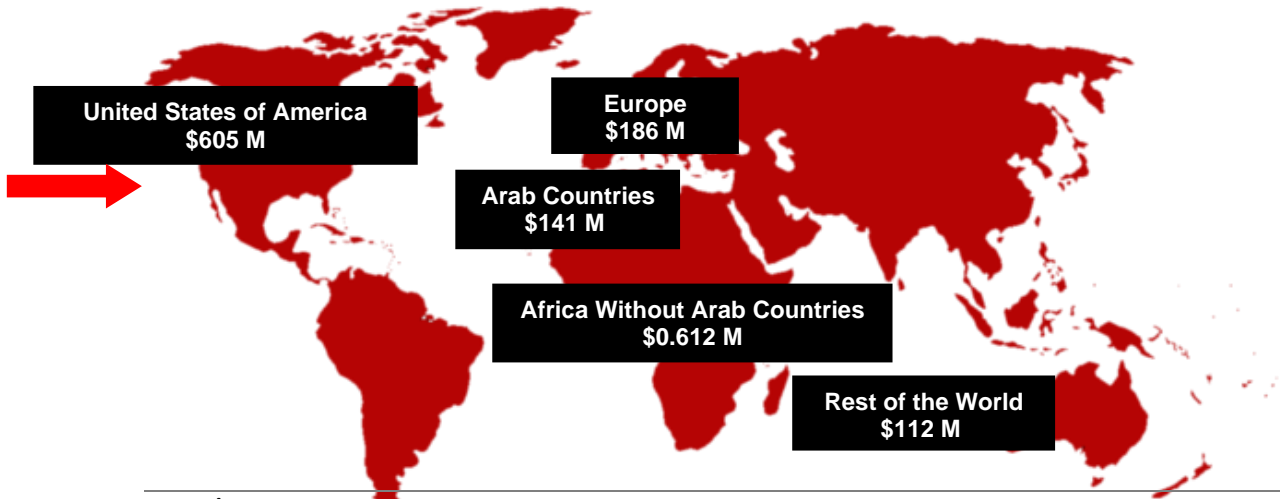 United States of America
$605 M
Europe
$186 M
Arab Countries
$141 M
Africa Without Arab Countries
$0.612 M
Rest of the World
$112 M